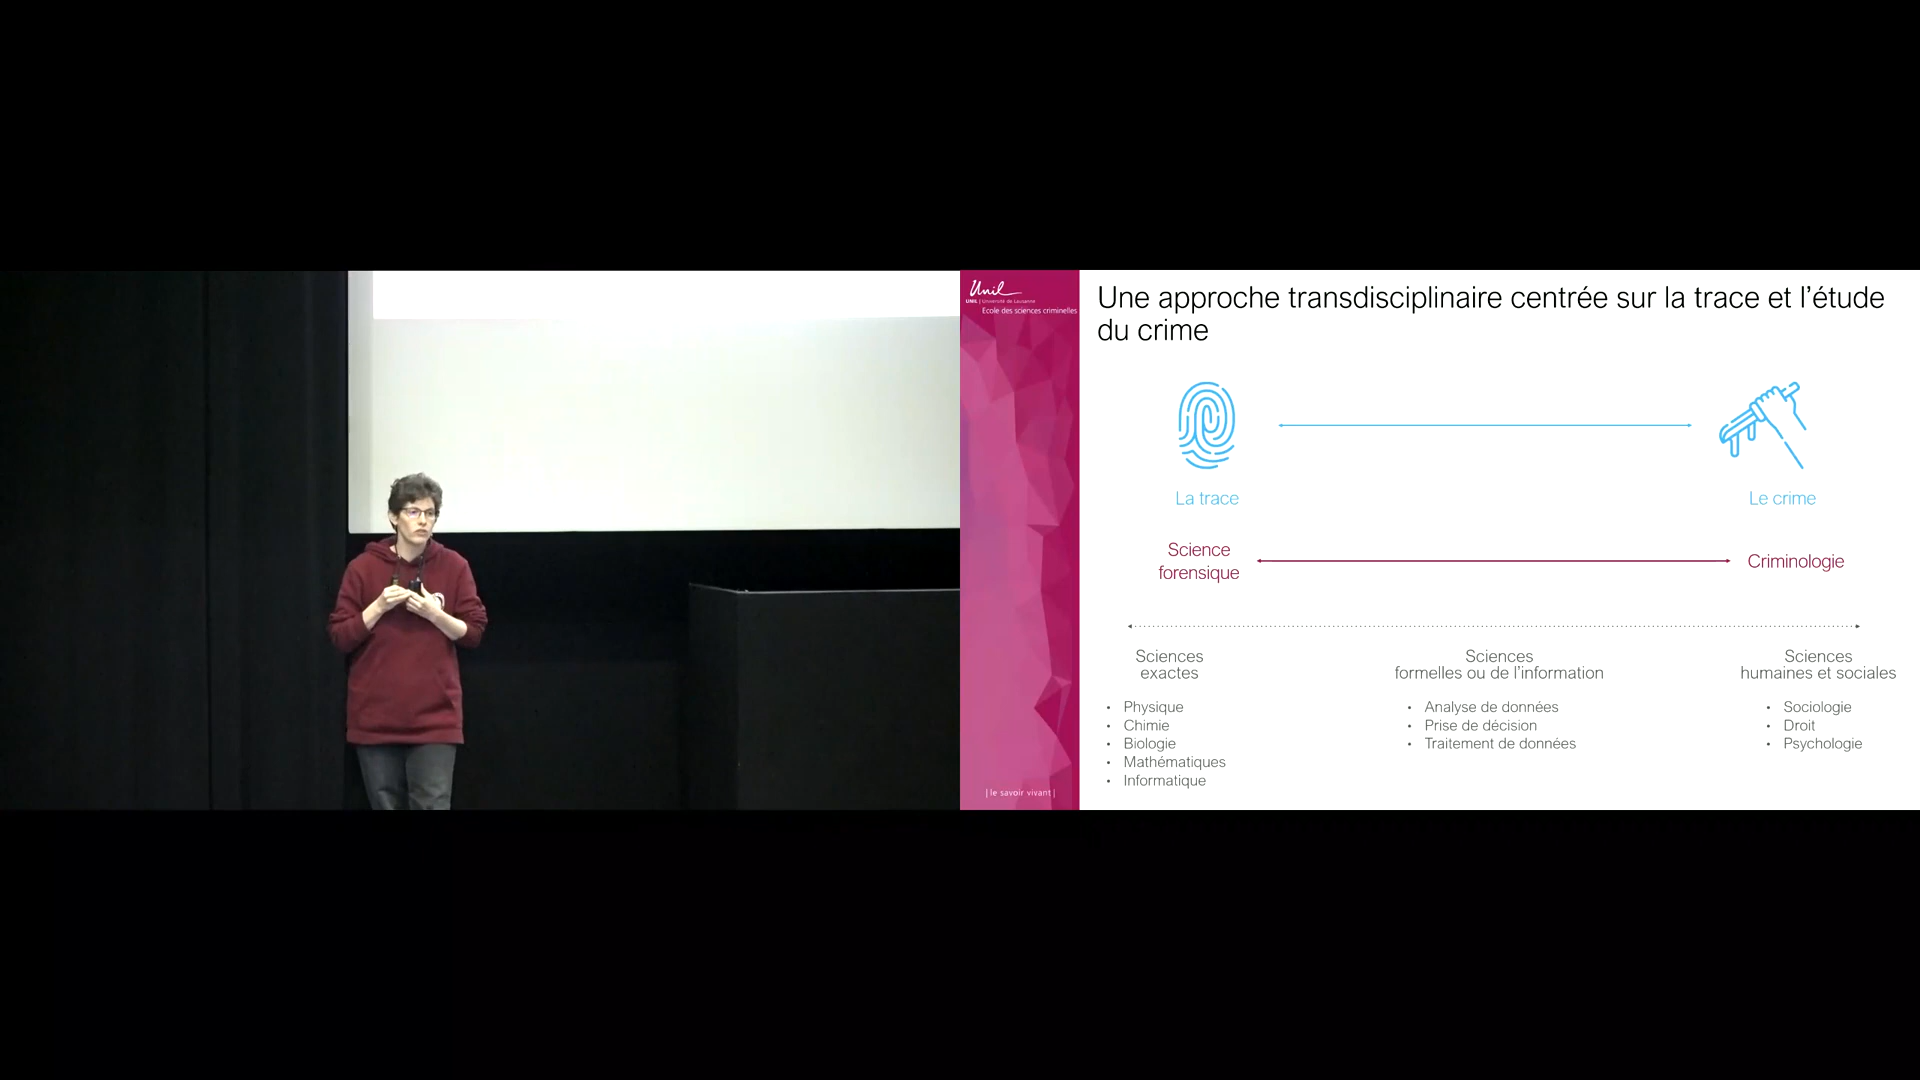 Unil
UNIL | Université de Lausanne
Ecole des sciences criminelles
Une approche transdisciplinaire centrée sur la trace et l’étude
du crime
La trace
Le crime
Science
forensique
Criminologie
Sciences
exactes
• Physique
• Chimie
• Biologie
• Mathématiques
• Informatique
Sciences
formelles ou de l’information
• Analyse de données
• Prise de décision
• Traitement de données
Sciences
humaines et sociales
• Sociologie
• Droit
• Psychologie
| le savoir vivant |